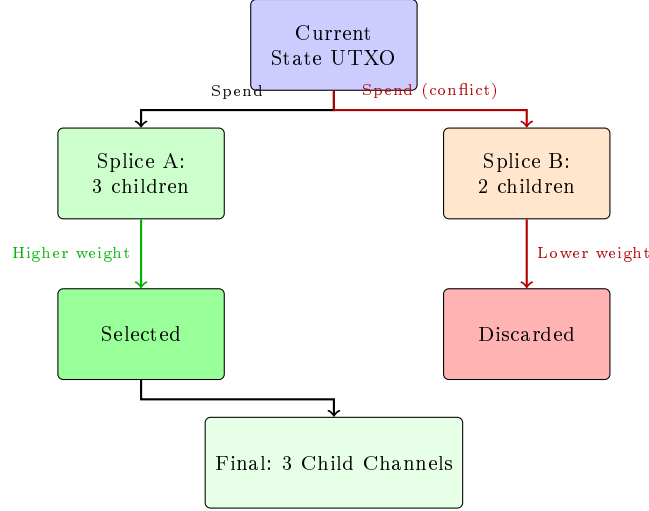 Current
State UTXO
Spend
Spend (conflict)
Splice A:
3 children
Splice B:
2 children
Higher weight
Lower weight
Selected
Discarded
Final: 3 Child Channels